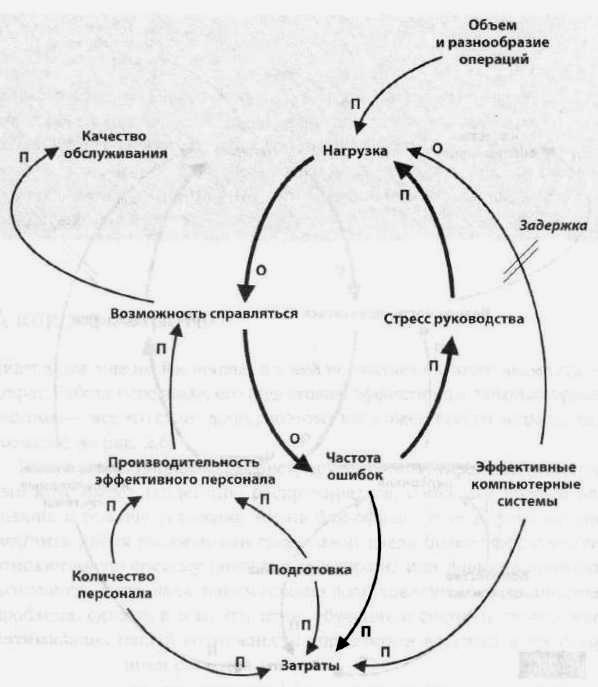 Объем
и разнообразие
операций
П
Качество
обслуживания
П
Нагрузка
О
П
Задержка
О
Возможность справляться
Стресс руководства
П
П
О
Производительность
эффективного персонала
Частота
ошибок
Эффективные
компьютерные
системы
П
П
Количество
персонала
Подготовка
П
П
П
П
Затраты